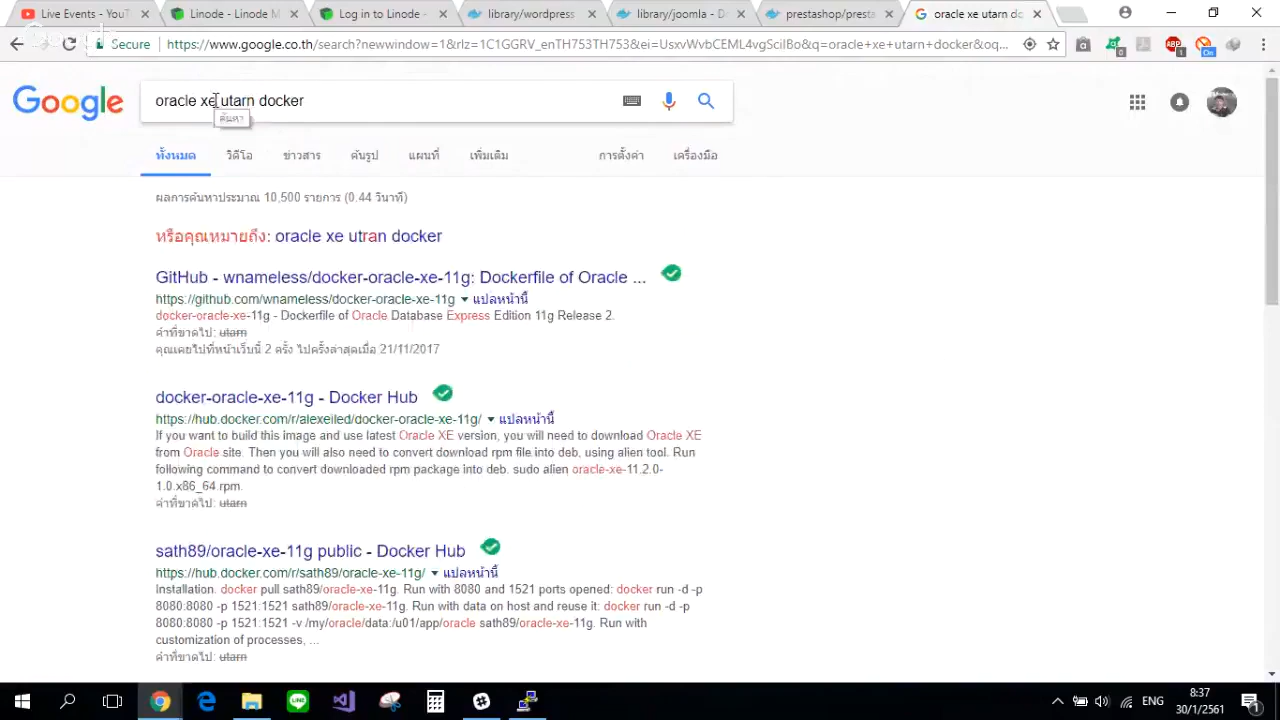 Live Events - YouT
Linode - Linode M
Log in to Linode -
library/wordpress
library/joomla - D
prestashop/presta
oracle xe utarn do
Secure
https://www.google.co.th/search?newwindow=1&rlz=1C1GGRV_enTH753TH753&ei=UsxyWvbCEML4vgSciIBo&q=oracle+xe+utarn+docker&oq...
Google
oracle xe utarn docker
ค้นหา
ทั้งหมด วิดีโอ ข่าวสาร ค้นรูป แผนที่ เพิ่มเติม การตั้งค่า เครื่องมือ
ผลการค้นหาประมาณ 10,500 รายการ (0.44 วินาที)
หรือคุณหมายถึง: oracle xe utran docker
GitHub - wnameless/docker-oracle-xe-11g: Dockerfile of Oracle ...
https://github.com/wnameless/docker-oracle-xe-11g ▼ แปลหน้านี้
docker-oracle-xe-11g - Dockerfile of Oracle Database Express Edition 11g Release 2.
คำที่ขาดไป: utarn
คุณเคยไปที่หน้าเว็บนี้ 2 ครั้ง ไปครั้งล่าสุดเมื่อ 21/11/2017
docker-oracle-xe-11g - Docker Hub
https://hub.docker.com/r/alexeiled/docker-oracle-xe-11g/ ▼ แปลหน้านี้
If you want to build this image and use latest Oracle XE version, you will need to download Oracle XE
from Oracle site. Then you will also need to convert download rpm file into deb, using alien tool. Run
following command to convert downloaded rpm package into deb. sudo alien oracle-xe-11.2.0-
1.0.x86_64.rpm.
คำที่ขาดไป: utarn
sath89/oracle-xe-11g public - Docker Hub
https://hub.docker.com/r/sath89/oracle-xe-11g/ ▼ แปลหน้านี้
Installation. docker pull sath89/oracle-xe-11g. Run with 8080 and 1521 ports opened: docker run -d -p
8080:8080 -p 1521:1521 sath89/oracle-xe-11g. Run with data on host and reuse it: docker run -d -p
8080:8080 -p 1521:1521 -v /my/oracle/data:/u01/app/oracle sath89/oracle-xe-11g. Run with
customization of processes, ...
คำที่ขาดไป: utarn
ENG
8:37
30/1/2561